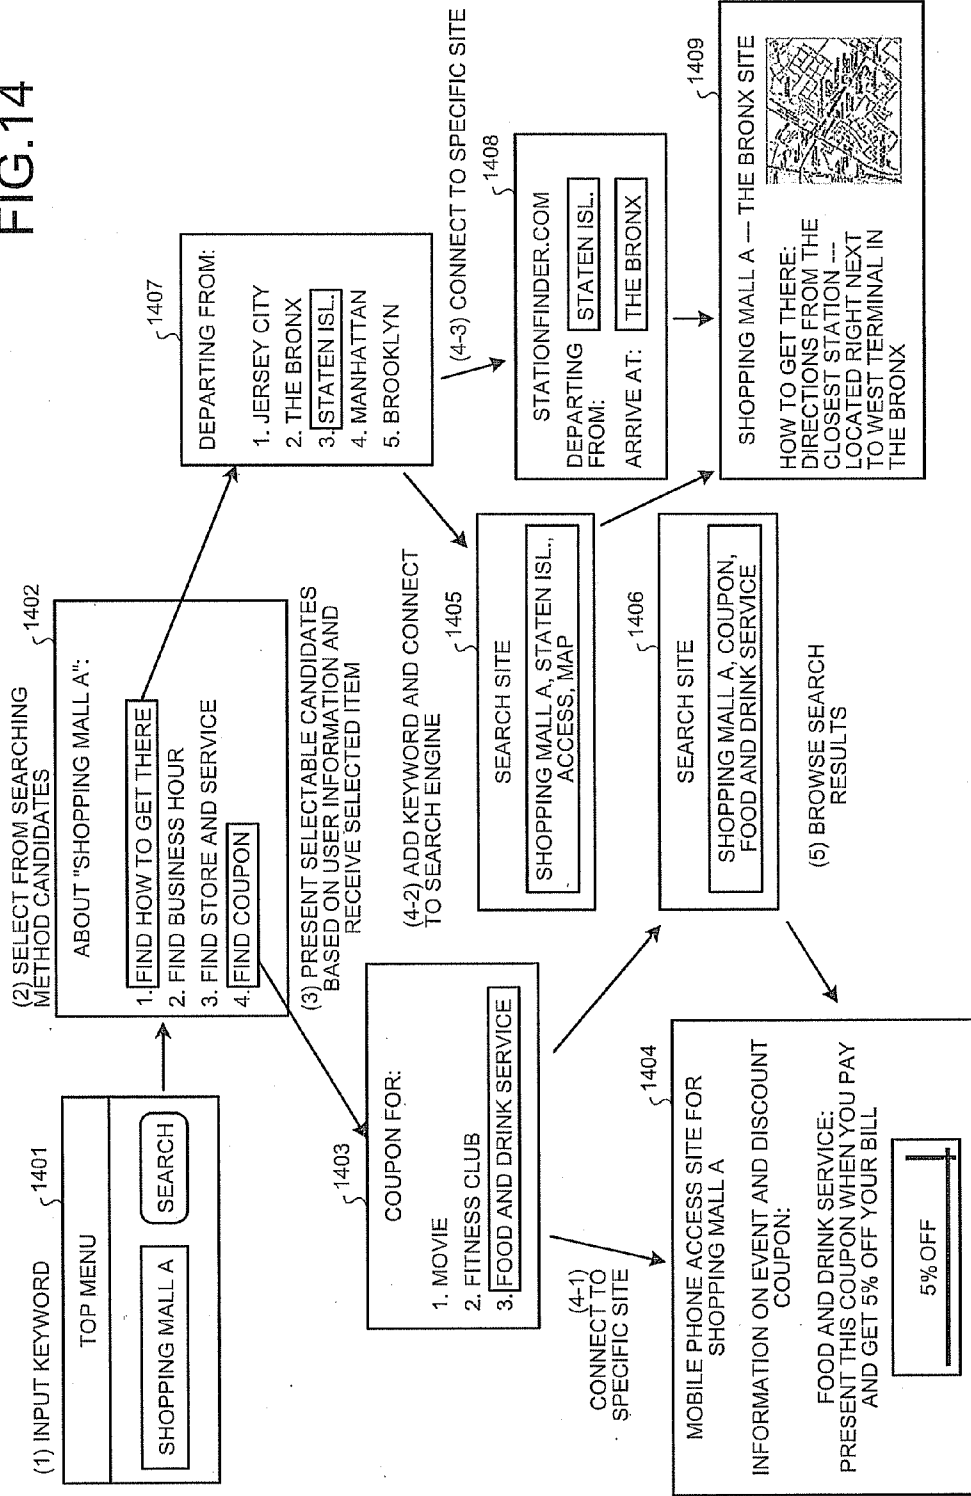 FIG.14
(1) INPUT KEYWORD
1401
TOP MENU
SHOPPING MALL A
SEARCH
(2) SELECT FROM SEARCHING
METHOD CANDIDATES
1402
ABOUT "SHOPPING MALL A":
1. FIND HOW TO GET THERE
2. FIND BUSINESS HOUR
3. FIND STORE AND SERVICE
4. FIND COUPON
(3) PRESENT SELECTABLE CANDIDATES
BASED ON USER INFORMATION AND
RECEIVE SELECTED ITEM
1403
COUPON FOR:
1. MOVIE
2. FITNESS CLUB
3. FOOD AND DRINK SERVICE
(4-1)
CONNECT TO
SPECIFIC SITE
1404
MOBILE PHONE ACCESS SITE FOR
SHOPPING MALL A
INFORMATION ON EVENT AND DISCOUNT
COUPON:
FOOD AND DRINK SERVICE:
PRESENT THIS COUPON WHEN YOU PAY
AND GET 5% OFF YOUR BILL
5% OFF
(4-2) ADD KEYWORD AND CONNECT
TO SEARCH ENGINE
1405
SEARCH SITE
SHOPPING MALL A, STATEN ISL.,
ACCESS, MAP
1406
SEARCH SITE
SHOPPING MALL A, COUPON,
FOOD AND DRINK SERVICE
(5) BROWSE SEARCH
RESULTS
1407
DEPARTING FROM:
1. JERSEY CITY
2. THE BRONX
3. STATEN ISL.
4. MANHATTAN
5. BROOKLYN
(4-3) CONNECT TO SPECIFIC SITE
1408
STATIONFINDER.COM
DEPARTING
FROM:
STATEN ISL.
ARRIVE AT:
THE BRONX
1409
SHOPPING MALL A --- THE BRONX SITE
HOW TO GET THERE:
DIRECTIONS FROM THE
CLOSEST STATION ---
LOCATED RIGHT NEXT
TO WEST TERMINAL IN
THE BRONX